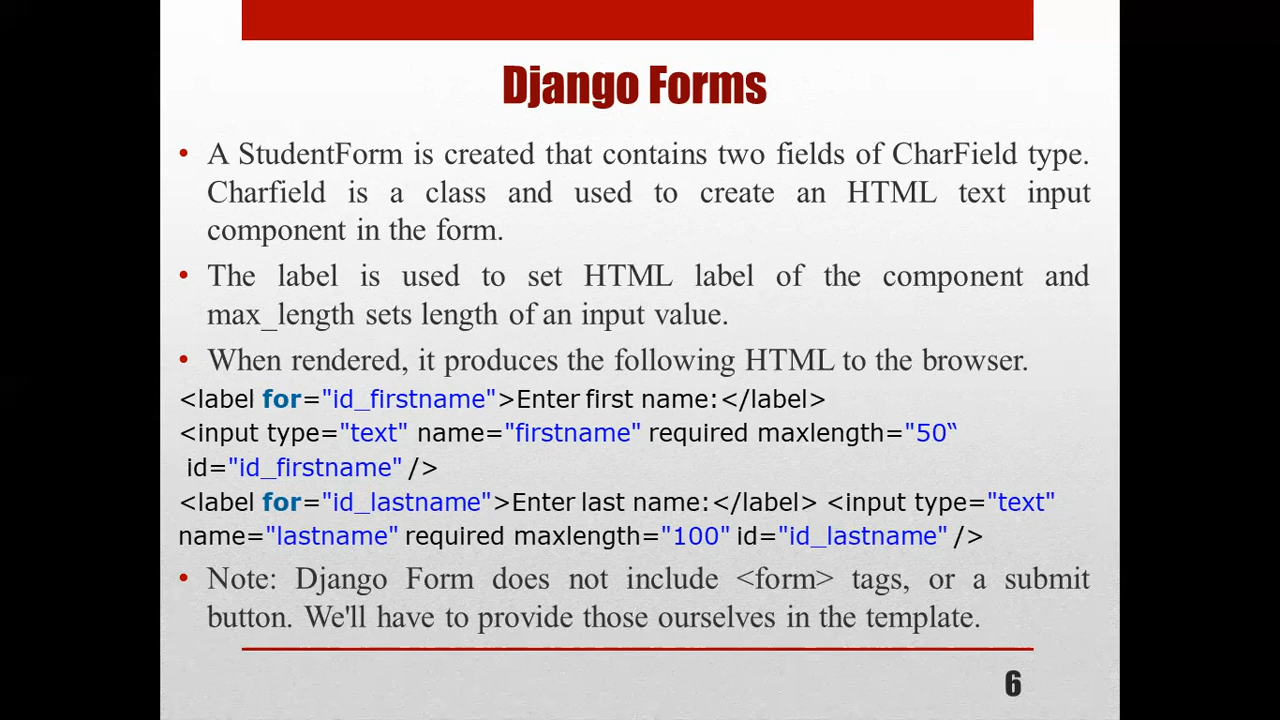 Django Forms
• A StudentForm is created that contains two fields of CharField type.
Charfield is a class and used to create an HTML text input
component in the form.
• The label is used to set HTML label of the component and
max_length sets length of an input value.
• When rendered, it produces the following HTML to the browser.
<label for="id_firstname">Enter first name:</label>
<input type="text" name="firstname" required maxlength="50“
id="id_firstname" />
<label for="id_lastname">Enter last name:</label> <input type="text"
name="lastname" required maxlength="100" id="id_lastname" />
• Note: Django Form does not include <form> tags, or a submit
button. We'll have to provide those ourselves in the template.
6